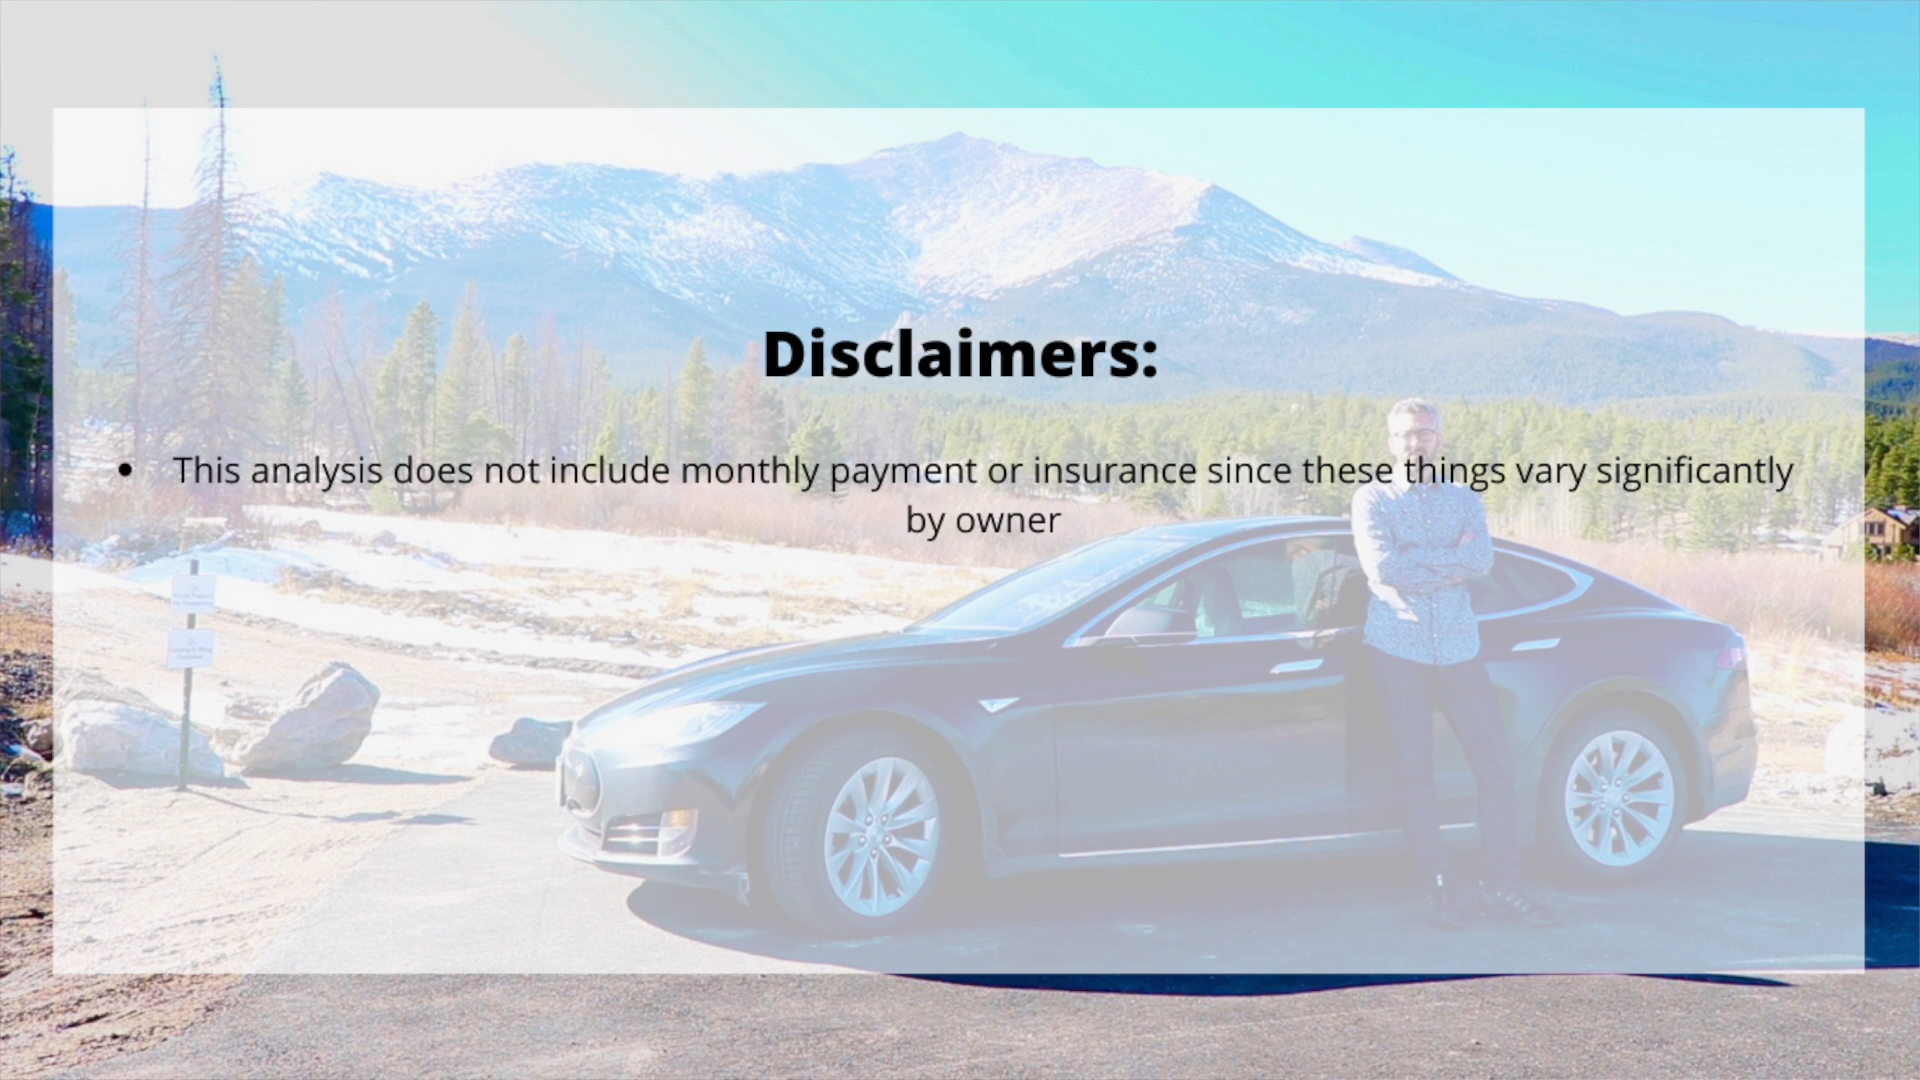 Disclaimers:
• This analysis does not include monthly payment or insurance since these things vary significantly
by owner